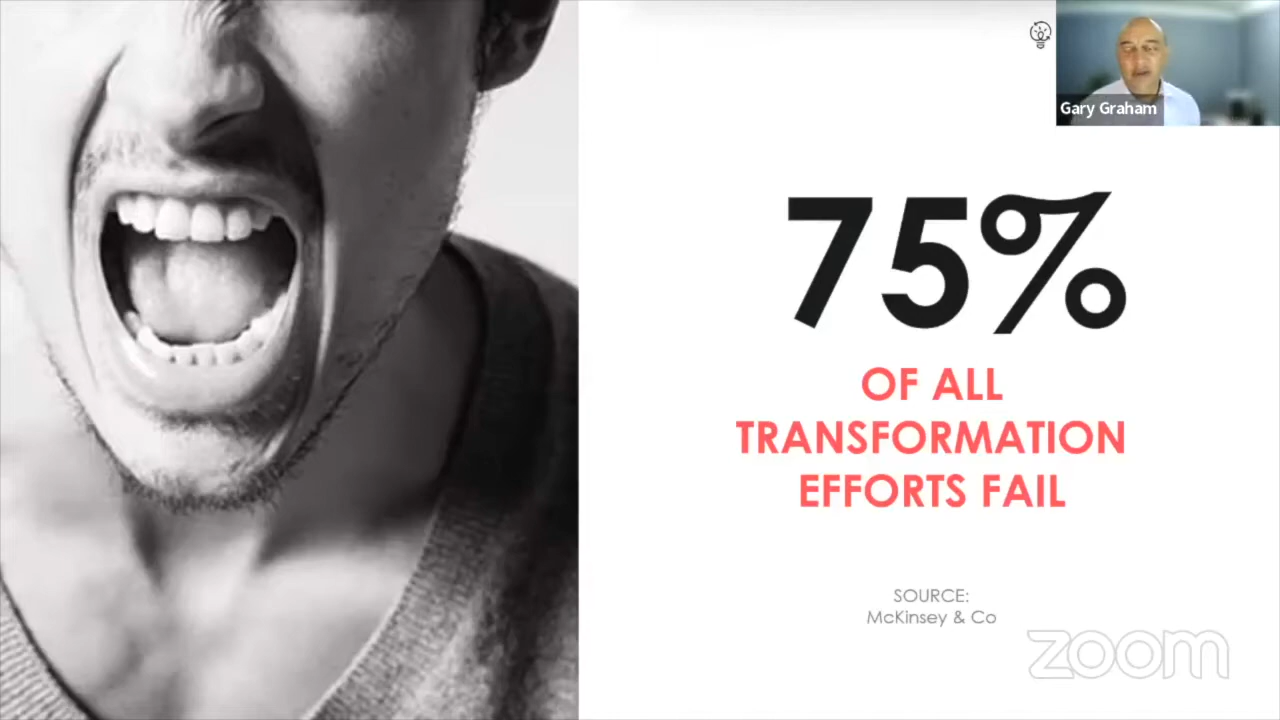 Gary Graham
75%
OF ALL
TRANSFORMATION
EFFORTS FAIL
SOURCE:
McKinsey & Co
zoom